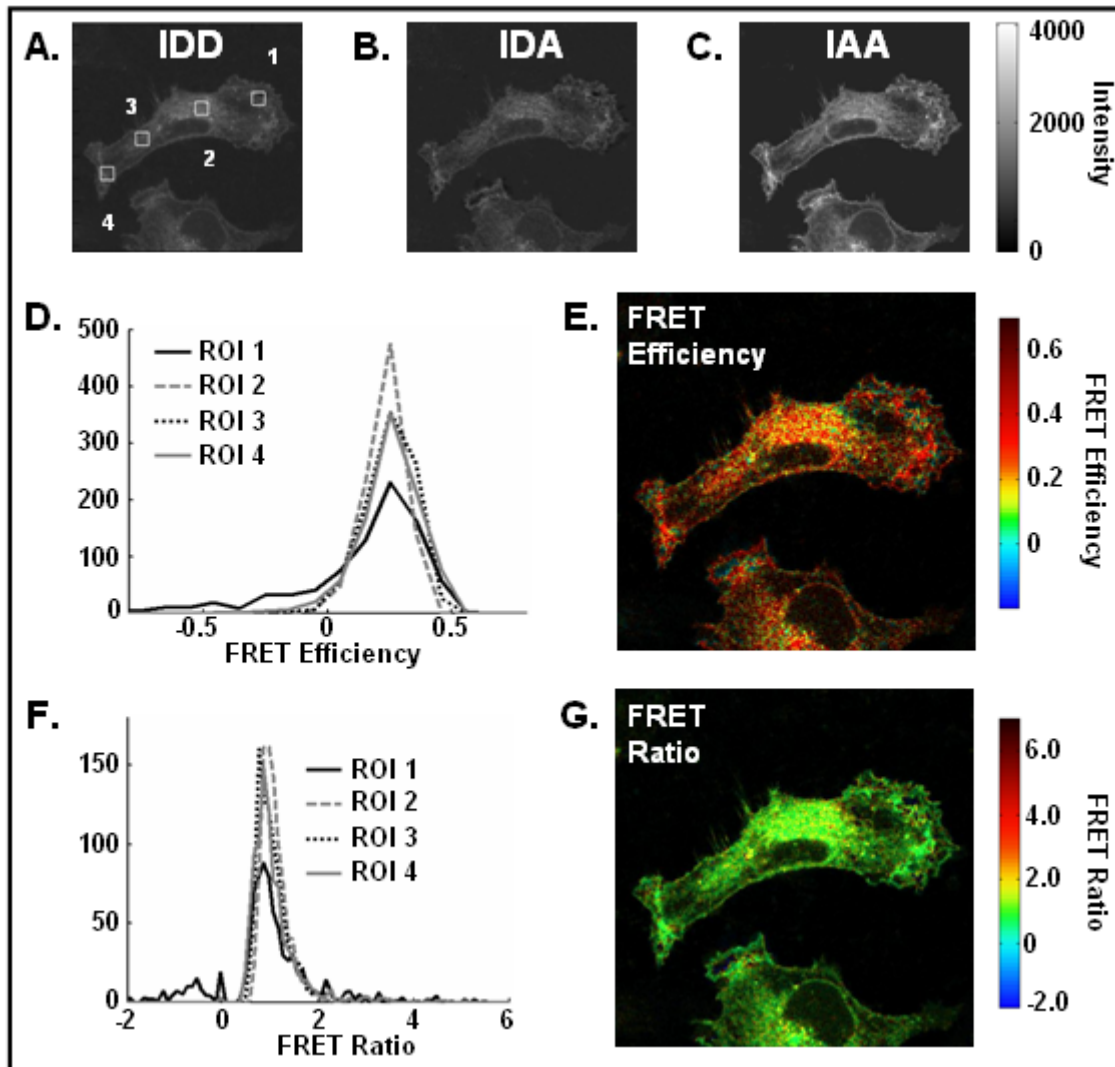 A.
IDD
1
3
2
4
B.
IDA
C.
IAA
4000
2000
0
Intensity
D.
500
400
300
200
100
0
ROI 1
ROI 2
ROI 3
ROI 4
-0.5
0
0.5
FRET Efficiency
E.
FRET
Efficiency
0.6
0.4
0.2
0
FRET Efficiency
F.
150
100
50
0
ROI 1
ROI 2
ROI 3
ROI 4
-2
0
2
4
6
FRET Ratio
G.
FRET
Ratio
6.0
4.0
2.0
0
-2.0
FRET Ratio